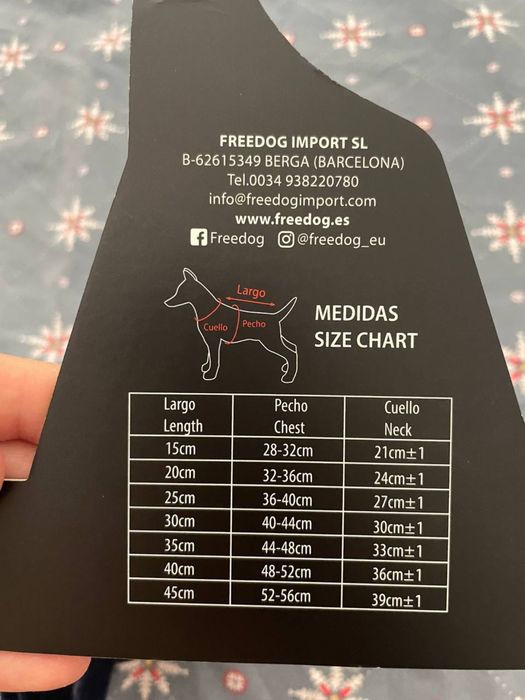 FREEDOG IMPORT SL
B-62615349 BERGA (BARCELONA)
Tel.0034 938220780
info@freedogimport.com
www.freedog.es
Freedog @freedog_eu
Largo
Cuello Pecho
MEDIDAS
SIZE CHART
Largo Pecho Cuello
Length Chest Neck
15cm 28-32cm 21cm±1
20cm 32-36cm 24cm±1
25cm 36-40cm 27cm±1
30cm 40-44cm 30cm±1
35cm 44-48cm 33cm±1
40cm 48-52cm 36cm±1
45cm 52-56cm 39cm±1